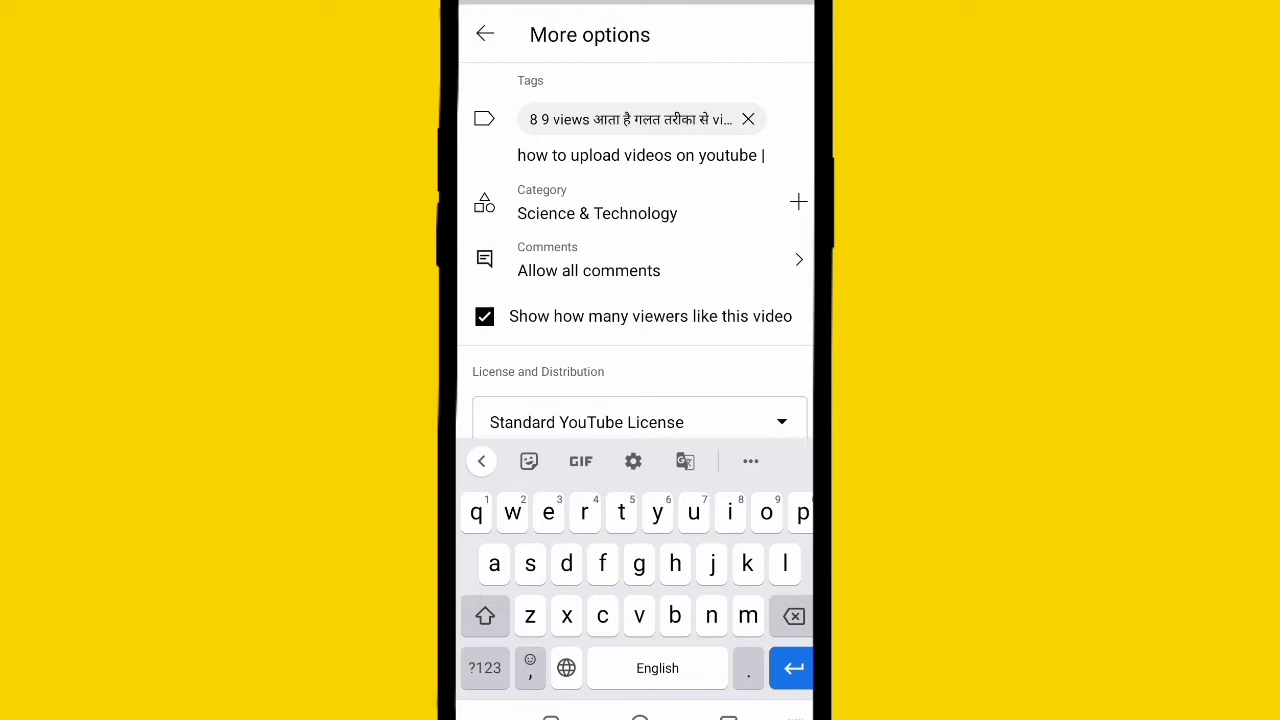 More options
Tags
8 9 views आता है गलत तरीका से vi...
how to upload videos on youtube |
Category
Science & Technology
Comments
Allow all comments
Show how many viewers like this video
License and Distribution
Standard YouTube License
GIF
1 2 3 4 5 6 7 8 9
q w e r t y u i o p
a s d f g h j k l
z x c v b n m
?123 , English .